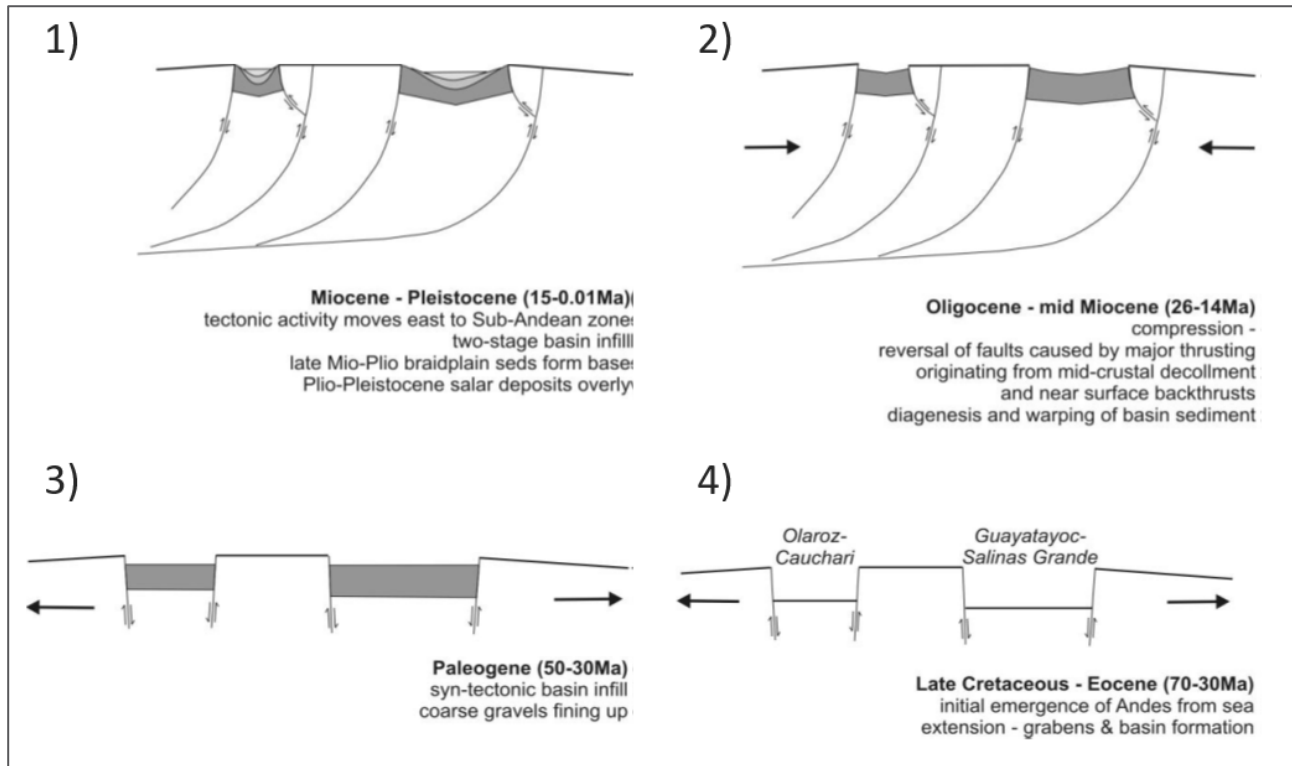 1)
Miocene - Pleistocene (15-0.01Ma)(
tectonic activity moves east to Sub-Andean zone
two-stage basin infill
late Mio-Plio braidplain seds form base
Plio-Pleistocene salar deposits overly
2)
Oligocene - mid Miocene (26-14Ma)
compression -
reversal of faults caused by major thrusting
originating from mid-crustal decollment
and near surface backthrusts
diagenesis and warping of basin sediment
3)
Paleogene (50-30Ma)
syn-tectonic basin infill
coarse gravels fining up
4)
Olaroz-
Cauchari
Guayatayoc-
Salinas Grande
Late Cretaceous - Eocene (70-30Ma)
initial emergence of Andes from sea
extension - grabens & basin formation